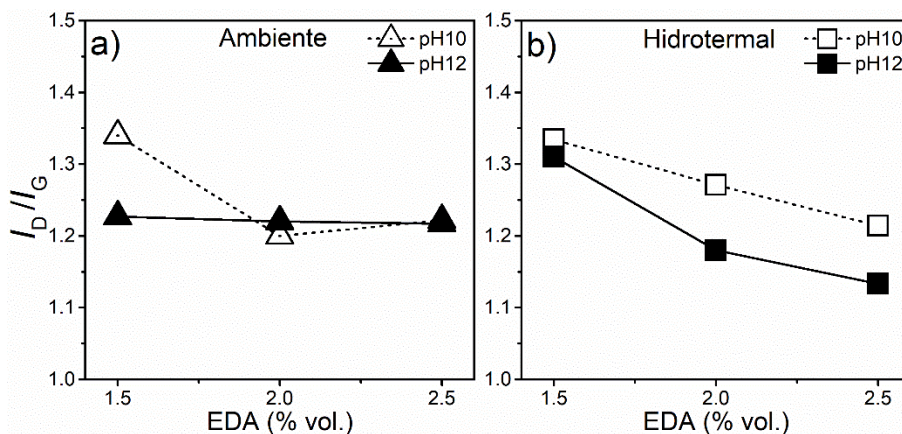 a) Ambiente
pH10
pH12
b) Hidrotermal
pH10
pH12
I_D/I_G
1.5
1.4
1.3
1.2
1.1
1.0
1.5
1.4
1.3
1.2
1.1
1.0
1.5 2.0 2.5
1.5 2.0 2.5
EDA (% vol.)
EDA (% vol.)